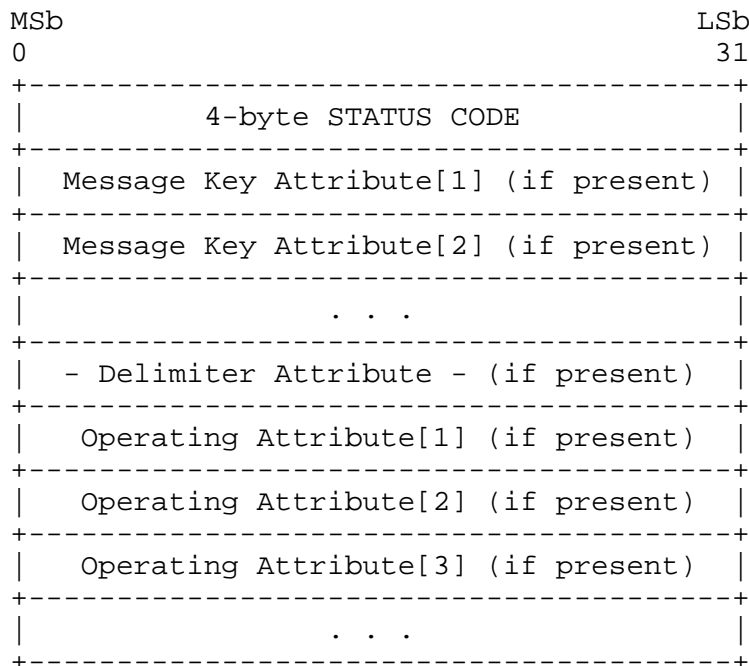 MSb                                    LSb
0                                       31
+----------------------------------------+
|          4-byte STATUS CODE            |
+----------------------------------------+
|  Message Key Attribute[1] (if present) |
+----------------------------------------+
|  Message Key Attribute[2] (if present) |
+----------------------------------------+
|                 . . .                  |
+----------------------------------------+
|  - Delimiter Attribute - (if present)  |
+----------------------------------------+
|   Operating Attribute[1] (if present)  |
+----------------------------------------+
|   Operating Attribute[2] (if present)  |
+----------------------------------------+
|   Operating Attribute[3] (if present)  |
+----------------------------------------+
|                 . . .                  |
+----------------------------------------+